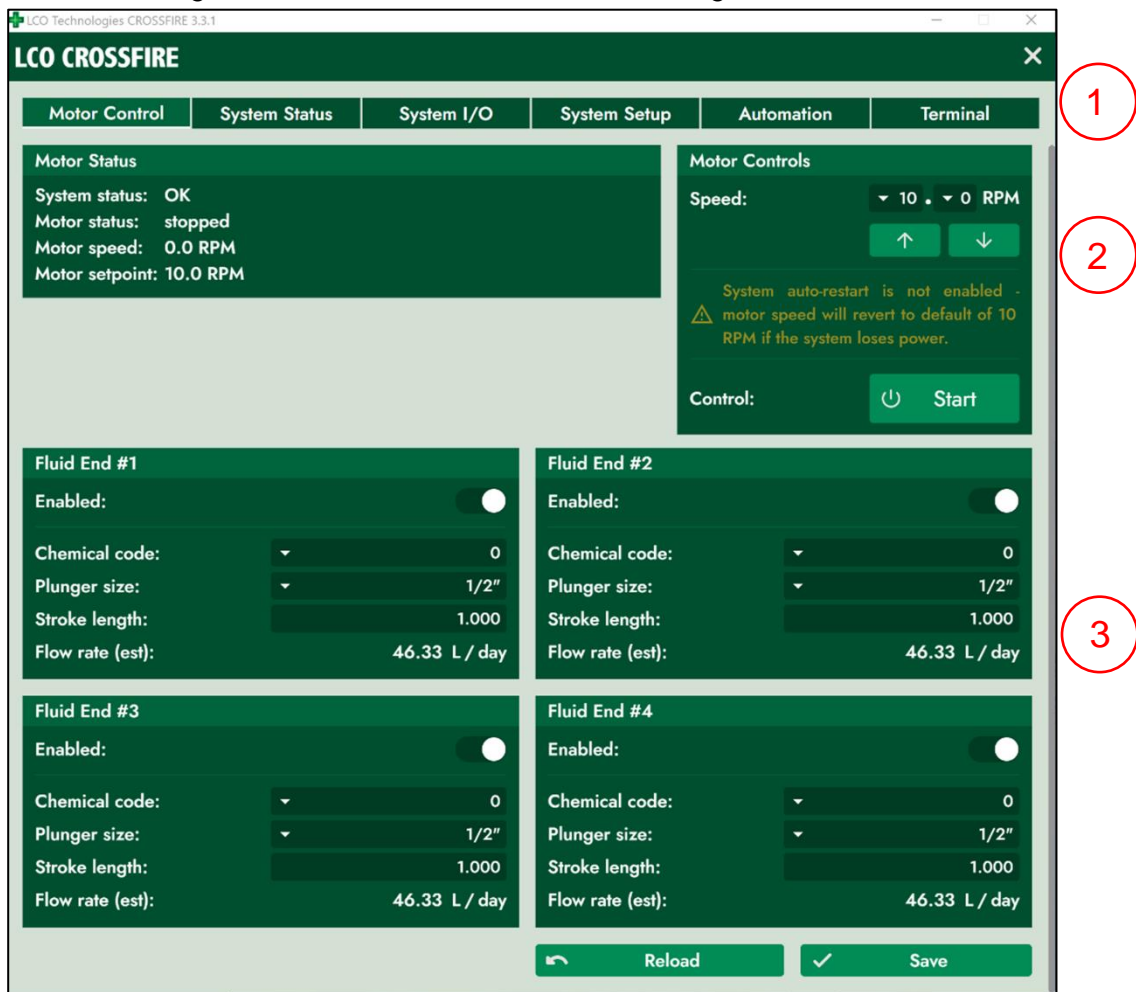 LCO Technologies CROSSFIRE 3.3.1
LCO CROSSFIRE
Motor Control
System Status
System I/O
System Setup
Automation
Terminal
1
Motor Status
System status: OK
Motor status: stopped
Motor speed: 0.0 RPM
Motor setpoint: 10.0 RPM
Motor Controls
Speed: 10 . 0 RPM
2
System auto-restart is not enabled -
motor speed will revert to default of 10
RPM if the system loses power.
Control: Start
Fluid End #1
Enabled:
Chemical code: 0
Plunger size: 1/2"
Stroke length: 1.000
Flow rate (est): 46.33 L / day
Fluid End #2
Enabled:
Chemical code: 0
Plunger size: 1/2"
Stroke length: 1.000
Flow rate (est): 46.33 L / day
3
Fluid End #3
Enabled:
Chemical code: 0
Plunger size: 1/2"
Stroke length: 1.000
Flow rate (est): 46.33 L / day
Fluid End #4
Enabled:
Chemical code: 0
Plunger size: 1/2"
Stroke length: 1.000
Flow rate (est): 46.33 L / day
Reload
Save